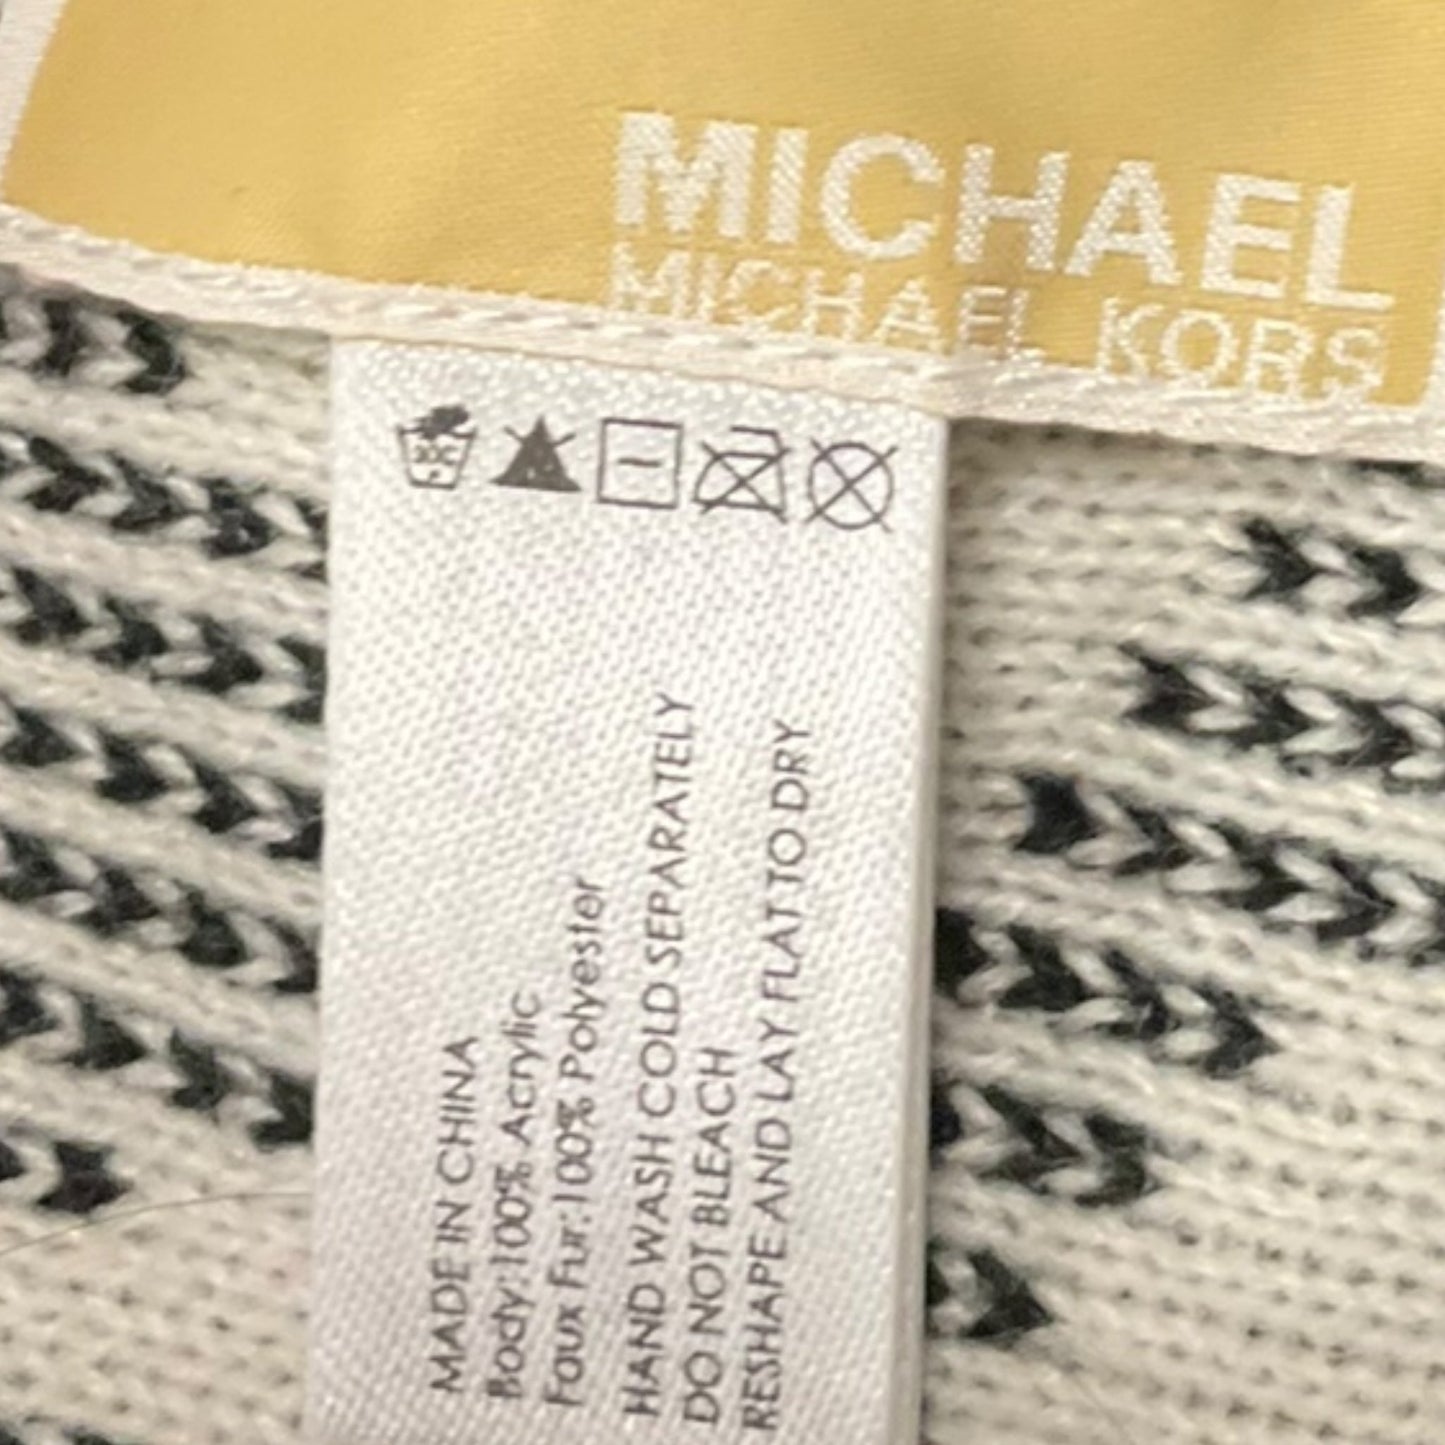 MICHAEL
MICHAEL KORS
30C
MADE IN CHINA
Body:100% Acrylic
Faux Fur:100% Polyester
HAND WASH COLD SEPARATELY
DO NOT BLEACH
RESHAPE AND LAY FLAT TO DRY